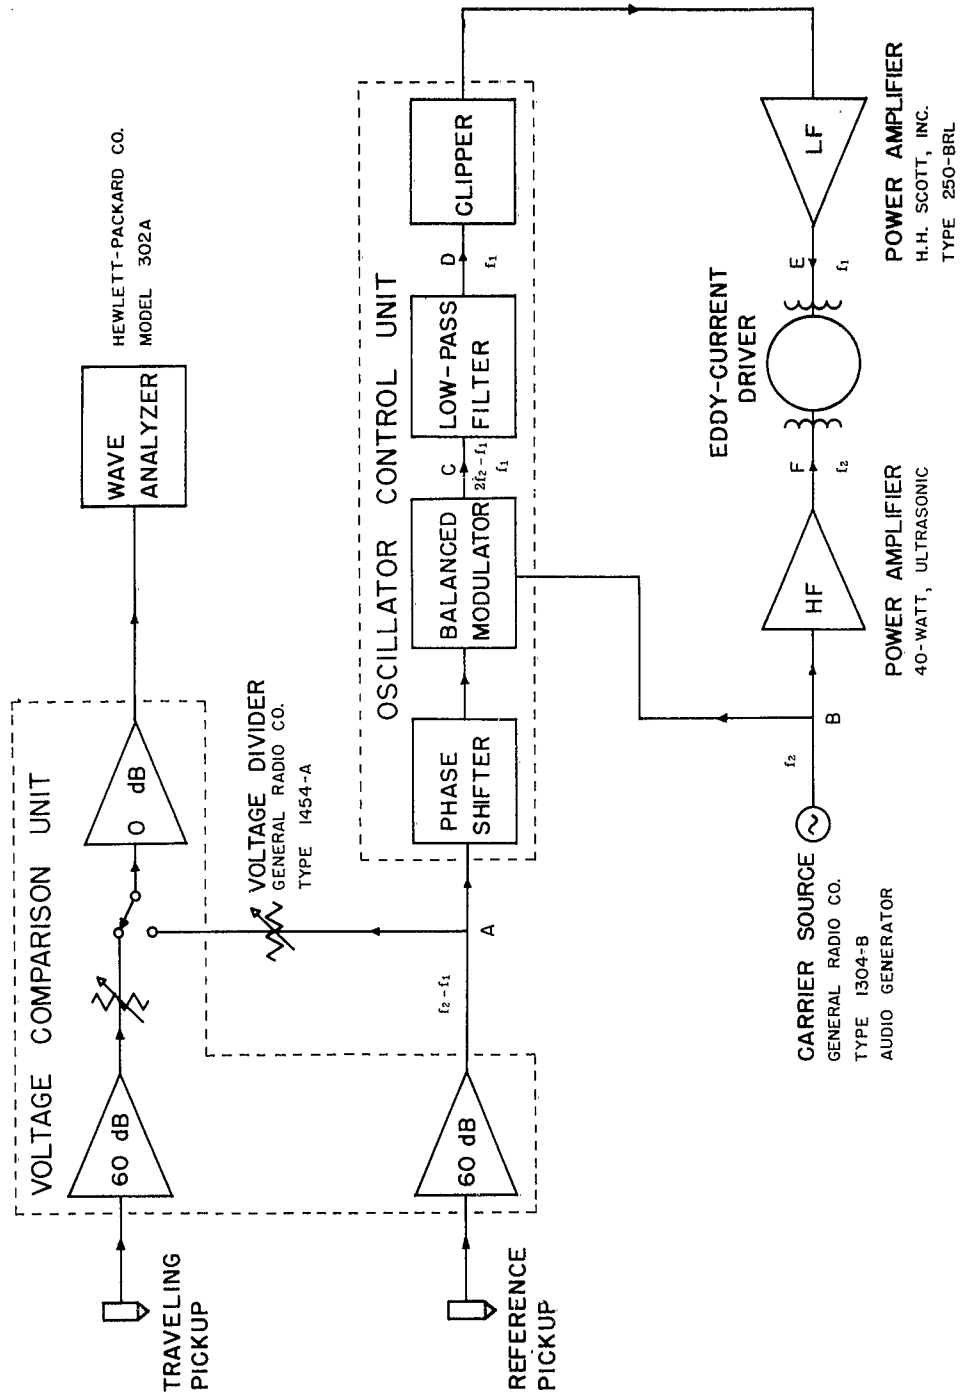 VOLTAGE COMPARISON UNIT
TRAVELING
PICKUP
60 dB
0 dB
WAVE
ANALYZER
HEWLETT-PACKARD CO.
MODEL 302A
VOLTAGE DIVIDER
GENERAL RADIO CO.
TYPE 1454-A
REFERENCE
PICKUP
60 dB
f₂-f₁
A
OSCILLATOR CONTROL UNIT
PHASE
SHIFTER
BALANCED
MODULATOR
C
2f₂-f₁
f₁
LOW-PASS
FILTER
D
f₁
CLIPPER
CARRIER SOURCE
GENERAL RADIO CO.
TYPE 1304-B
AUDIO GENERATOR
f₂
B
HF
POWER AMPLIFIER
40-WATT, ULTRASONIC
F
f₂
EDDY-CURRENT
DRIVER
E
f₁
LF
POWER AMPLIFIER
H.H. SCOTT, INC.
TYPE 250-BRL